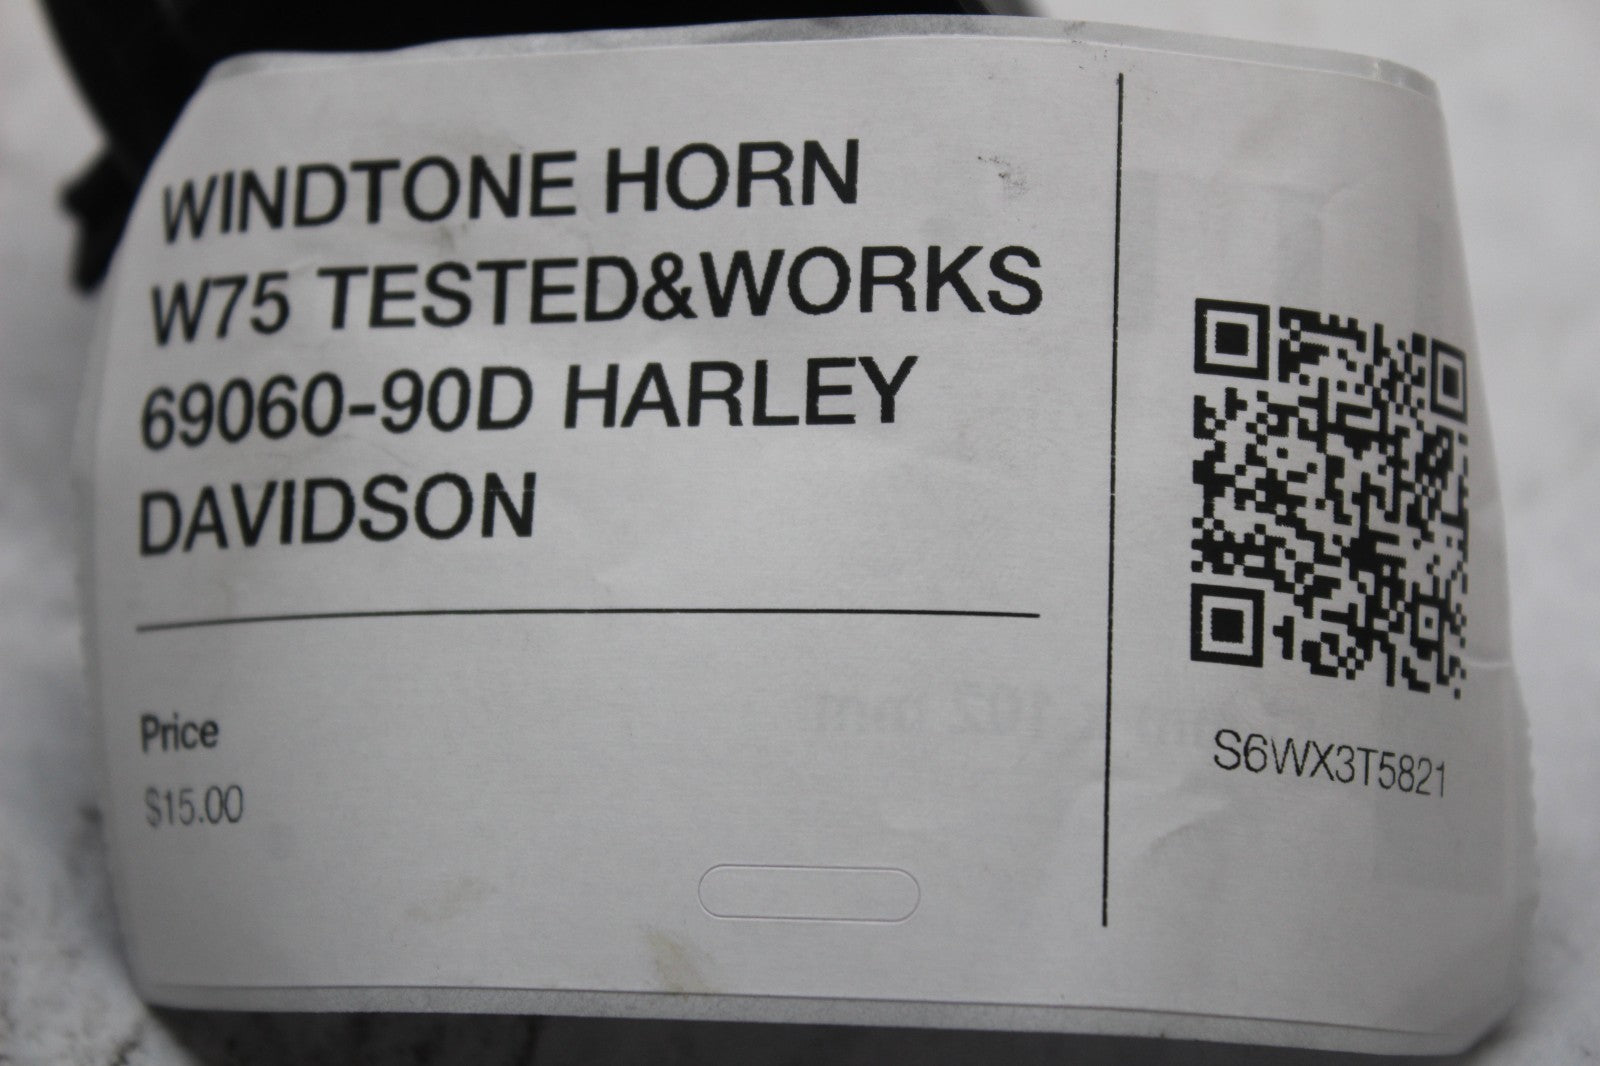 WINDTONE HORN
W75 TESTED&WORKS
69060-90D HARLEY
DAVIDSON
Price
$15.00
S6WX3T5821